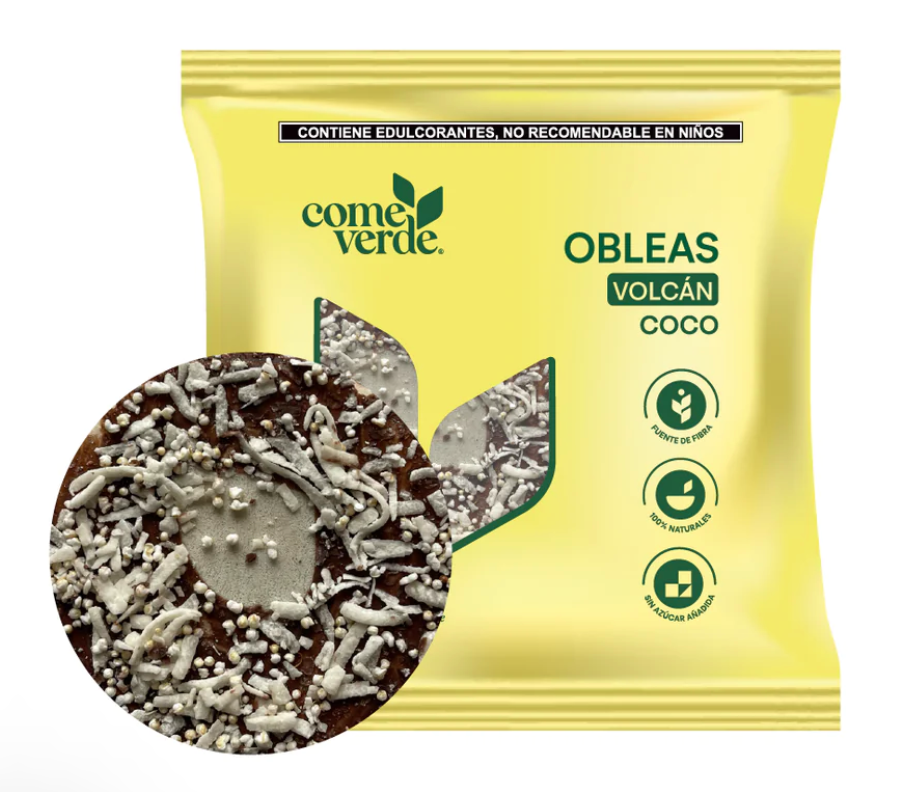 CONTIENE EDULCORANTES, NO RECOMENDABLE EN NIÑOS
come
verde®
OBLEAS
VOLCÁN
COCO
FUENTE DE FIBRA
100% NATURALES
SIN AZÚCAR AÑADIDA